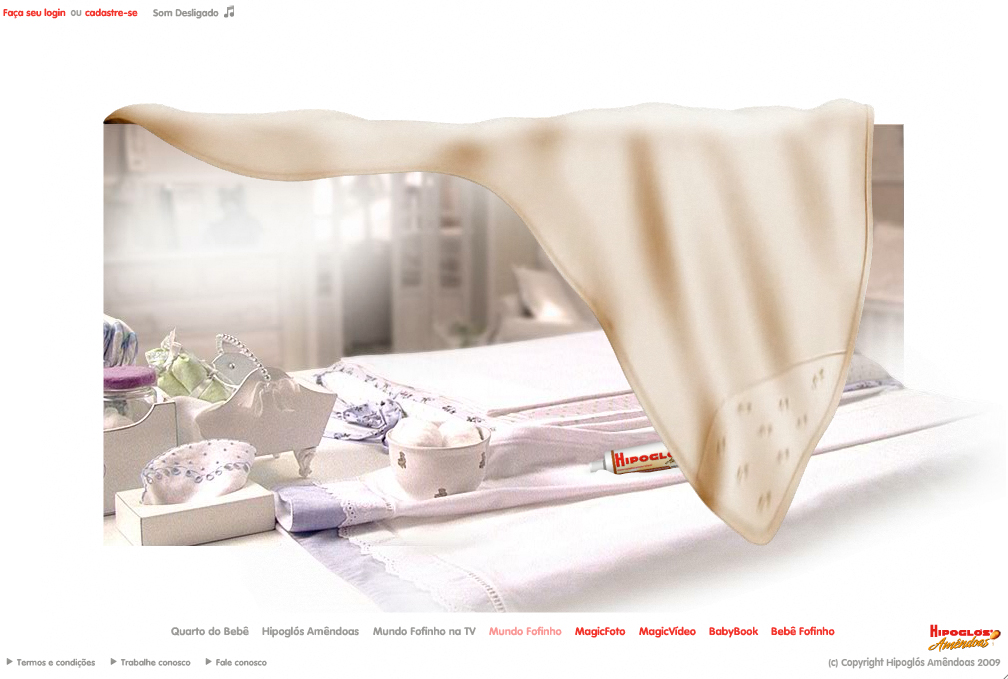 Faça seu login ou cadastre-se Som Desligado
HIPOGLÓS
Quarto do Bebê Hipoglós Amêndoas Mundo Fofinho na TV Mundo Fofinho MagicFoto MagicVídeo BabyBook Bebê Fofinho
HIPOGLÓS
Amêndoas
Termos e condições Trabalhe conosco Fale conosco
(c) Copyright Hipoglós Amêndoas 2009